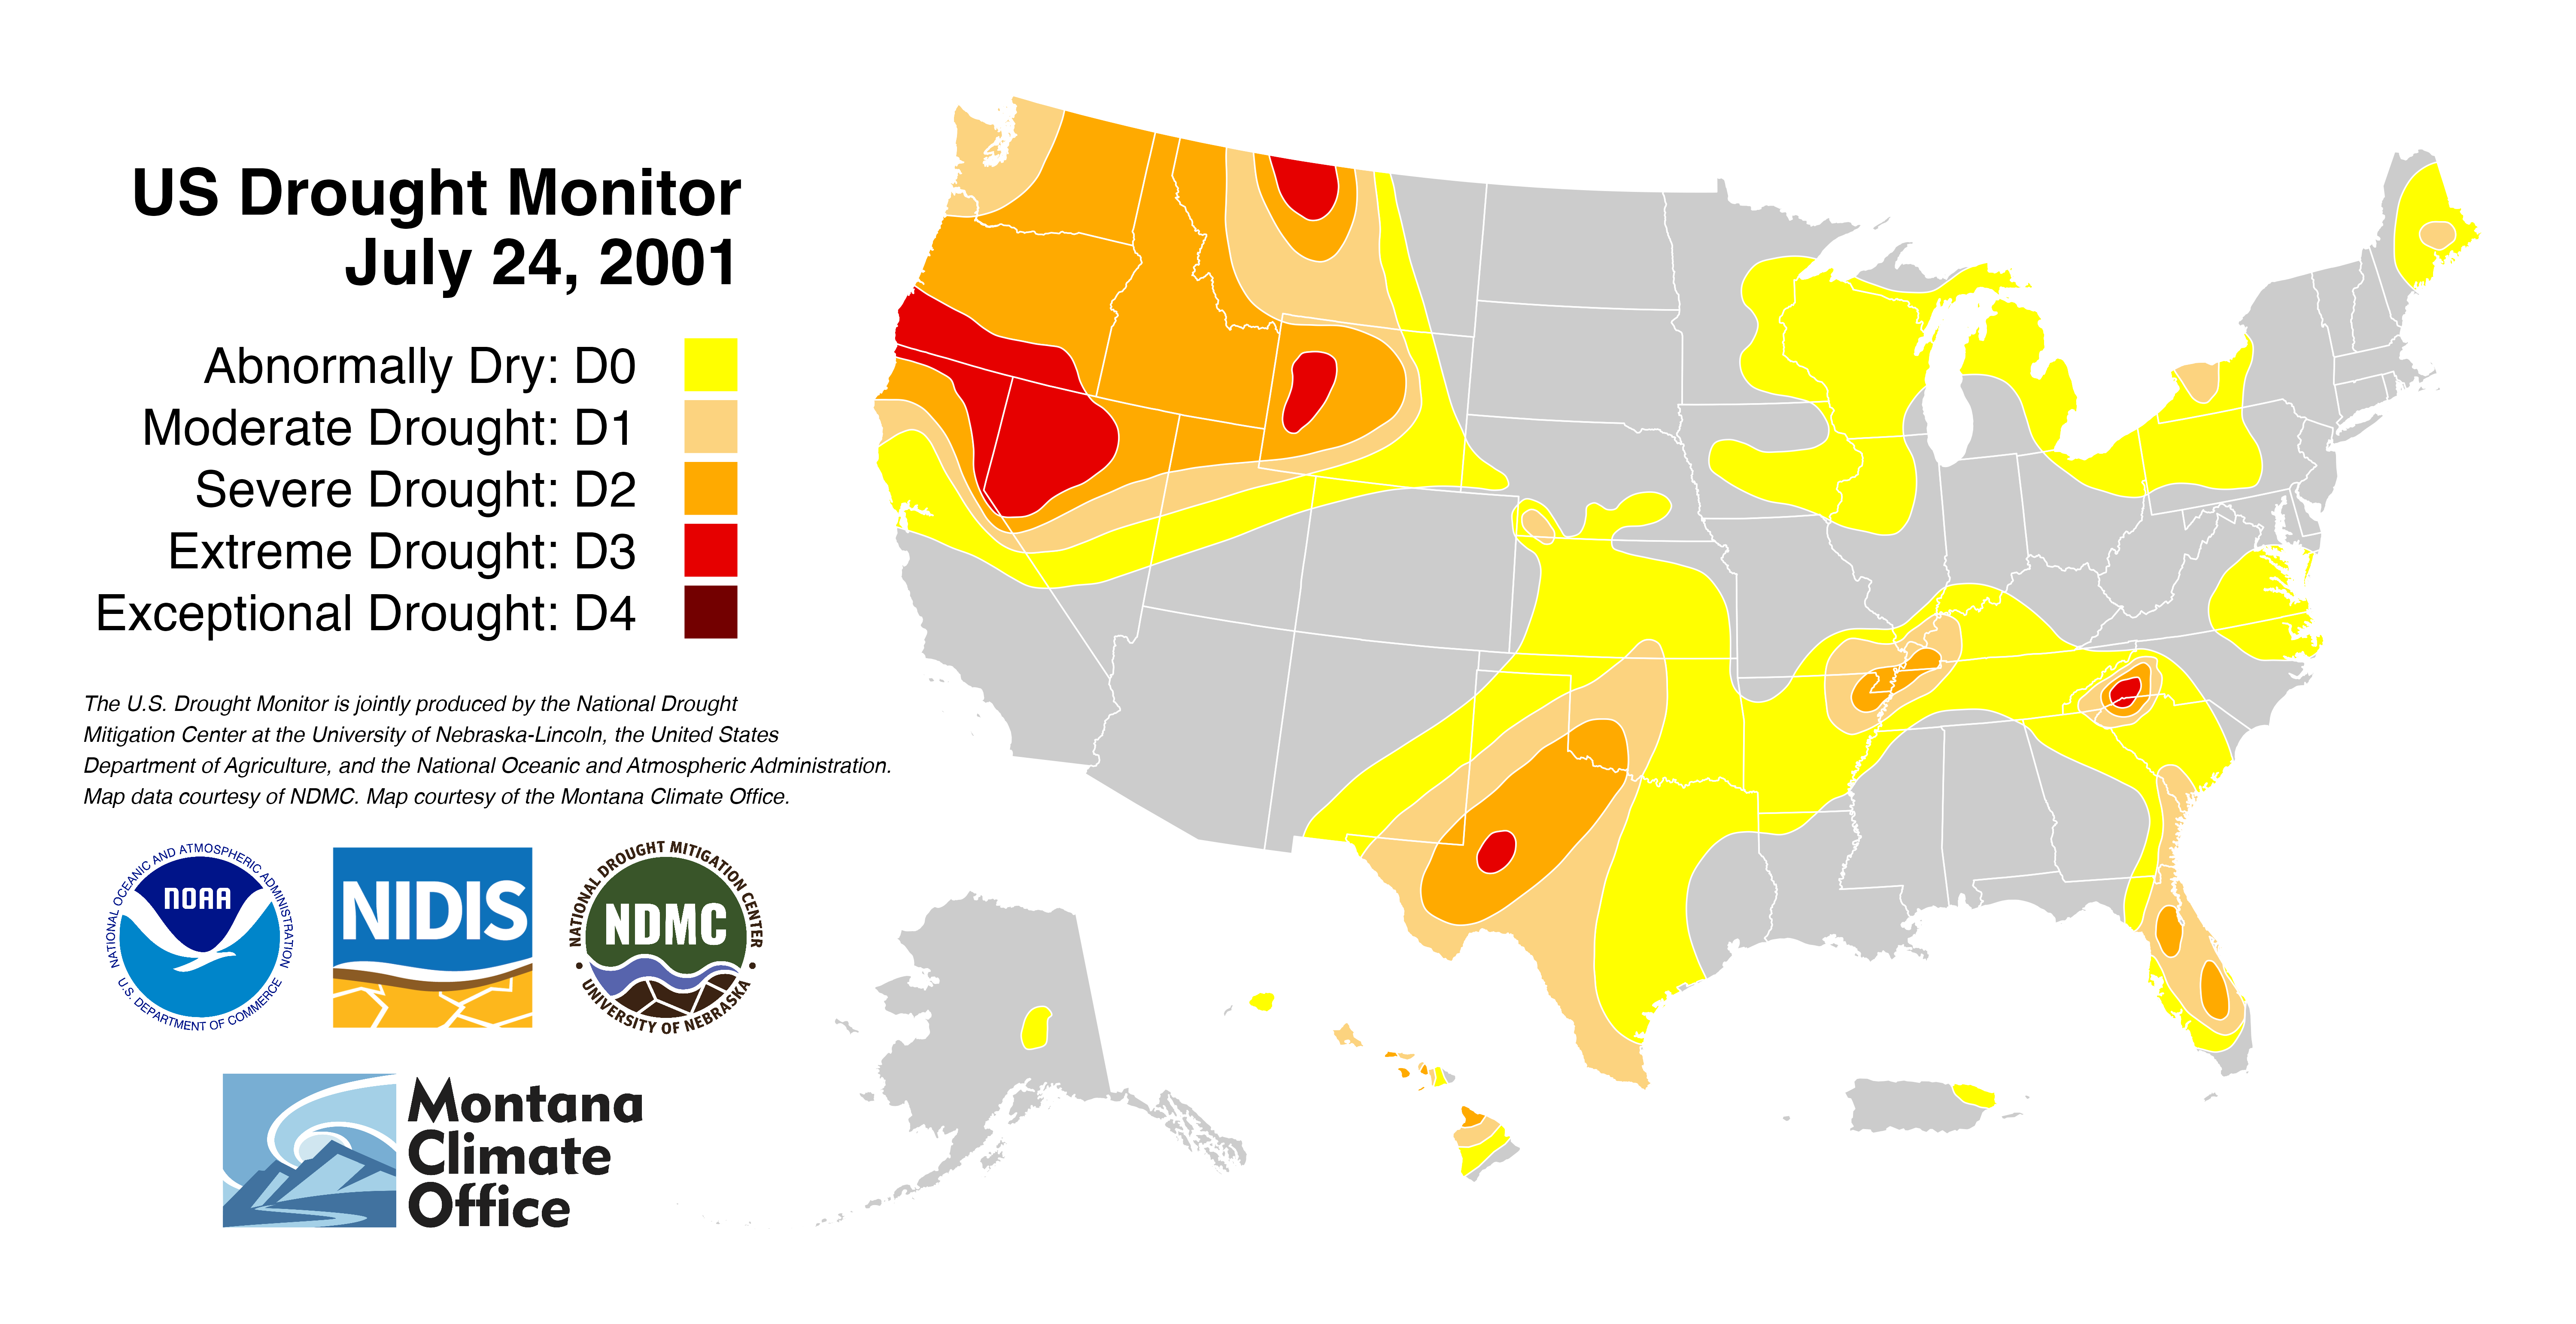 US Drought Monitor
July 24, 2001
Abnormally Dry: D0
Moderate Drought: D1
Severe Drought: D2
Extreme Drought: D3
Exceptional Drought: D4
The U.S. Drought Monitor is jointly produced by the National Drought
Mitigation Center at the University of Nebraska-Lincoln, the United States
Department of Agriculture, and the National Oceanic and Atmospheric Administration.
Map data courtesy of NDMC. Map courtesy of the Montana Climate Office.
NATIONAL OCEANIC AND ATMOSPHERIC ADMINISTRATION
NOAA
U.S. DEPARTMENT OF COMMERCE
NIDIS
NATIONAL DROUGHT MITIGATION CENTER
NDMC
UNIVERSITY OF NEBRASKA
Montana
Climate
Office